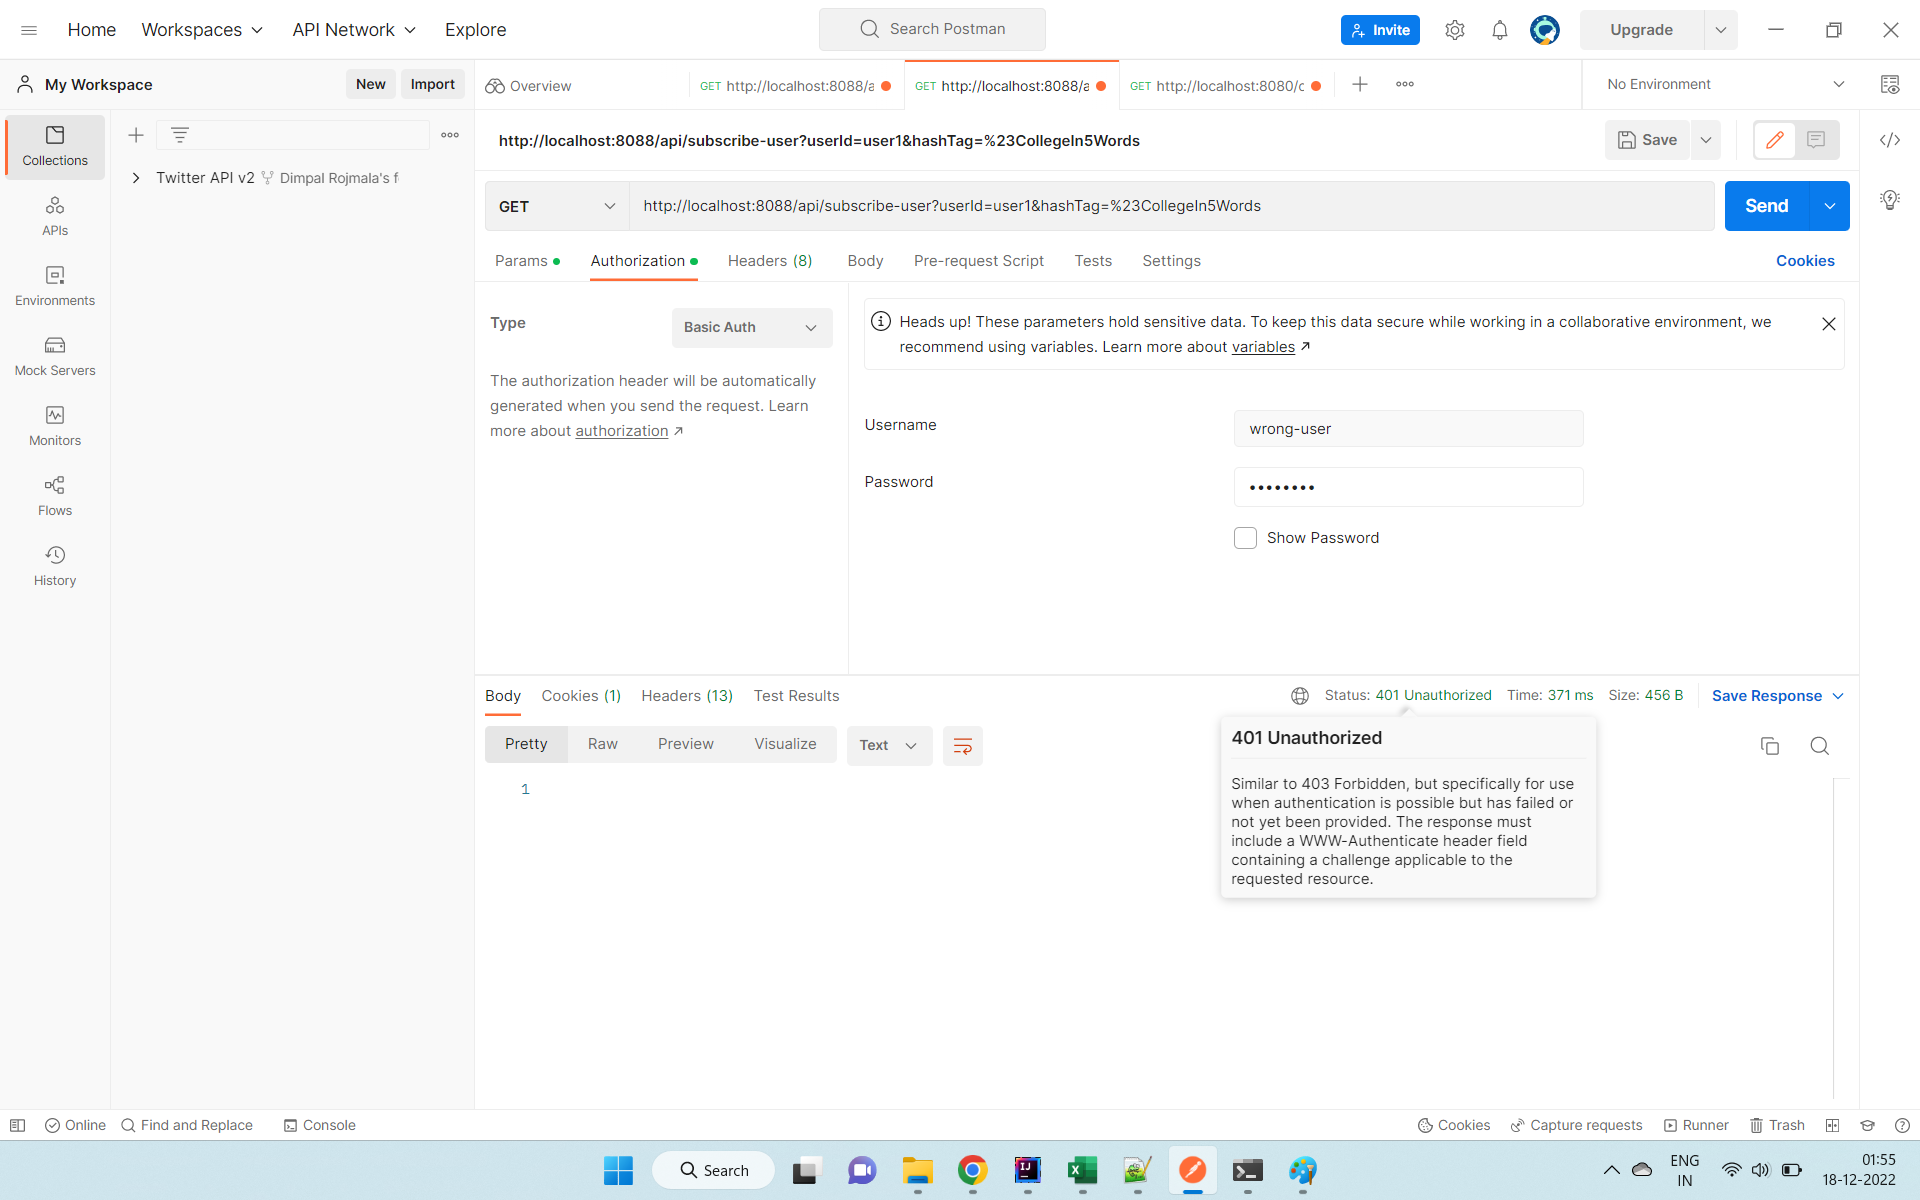 Home
Workspaces
API Network
Explore
Search Postman
Invite
Upgrade
My Workspace
New
Import
Overview
GET http://localhost:8088/a
GET http://localhost:8088/a
GET http://localhost:8080/c
No Environment
Collections
APIs
Environments
Mock Servers
Monitors
Flows
History
Twitter API v2
Dimpal Rojmala's f
http://localhost:8088/api/subscribe-user?userId=user1&hashTag=%23CollegeIn5Words
Save
GET
http://localhost:8088/api/subscribe-user?userId=user1&hashTag=%23CollegeIn5Words
Send
Params
Authorization
Headers (8)
Body
Pre-request Script
Tests
Settings
Cookies
Type
Basic Auth
The authorization header will be automatically
generated when you send the request. Learn
more about authorization
Heads up! These parameters hold sensitive data. To keep this data secure while working in a collaborative environment, we
recommend using variables. Learn more about variables
Username
wrong-user
Password
••••••••
Show Password
Body
Cookies (1)
Headers (13)
Test Results
Status: 401 Unauthorized
Time: 371 ms
Size: 456 B
Save Response
Pretty
Raw
Preview
Visualize
Text
1
401 Unauthorized
Similar to 403 Forbidden, but specifically for use
when authentication is possible but has failed or
not yet been provided. The response must
include a WWW-Authenticate header field
containing a challenge applicable to the
requested resource.
Online
Find and Replace
Console
Cookies
Capture requests
Runner
Trash
Search
IJ
ENG
IN
01:55
18-12-2022